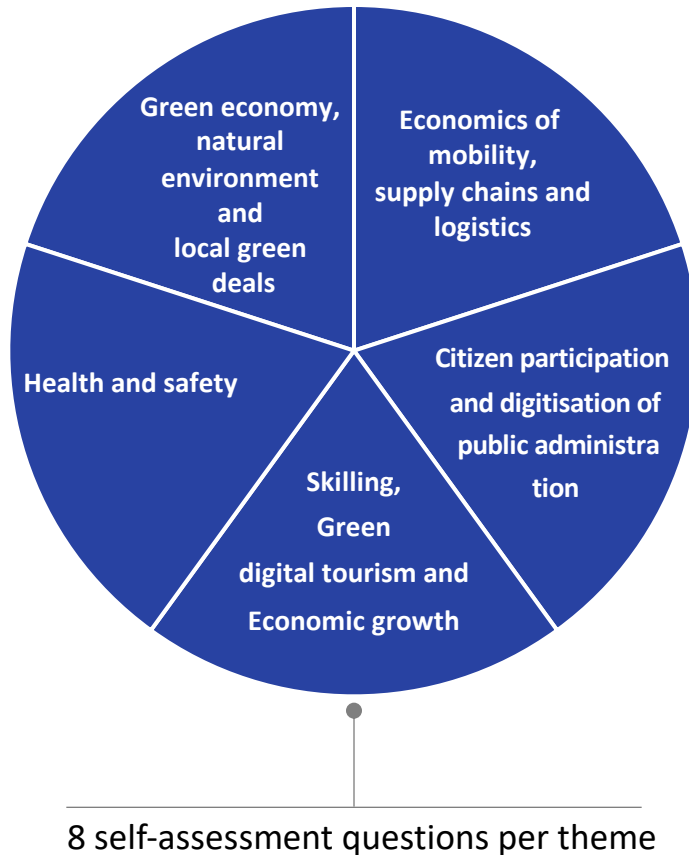 Green economy,
natural
environment
and
local green
deals
Economics of
mobility,
supply chains and
logistics
Health and safety
Citizen participation
and digitisation of
public administra
tion
Skilling,
Green
digital tourism and
Economic growth
8 self-assessment questions per theme